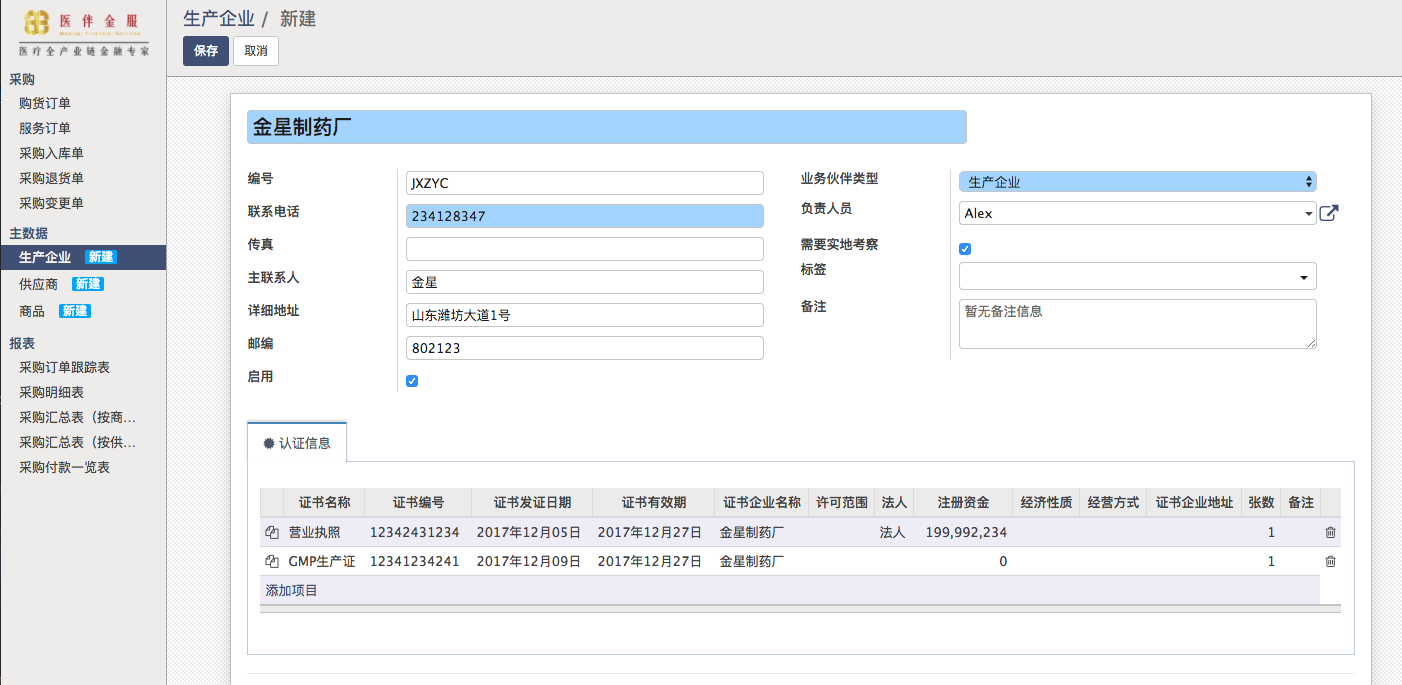 医伴金服
Medical Financial Services
医疗全产业链金融专家
采购
购货订单
服务订单
采购入库单
采购退货单
采购变更单
主数据
生产企业 新建
供应商 新建
商品 新建
报表
采购订单跟踪表
采购明细表
采购汇总表（按商...
采购汇总表（按供...
采购付款一览表
生产企业 / 新建
保存 取消
金星制药厂
编号 JXZYC
联系电话 234128347
传真
主联系人 金星
详细地址 山东潍坊大道1号
邮编 802123
启用
业务伙伴类型 生产企业
负责人员 Alex
需要实地考察
标签
备注 暂无备注信息
认证信息
证书名称 证书编号 证书发证日期 证书有效期 证书企业名称 许可范围 法人 注册资金 经济性质 经营方式 证书企业地址 张数 备注
营业执照 12342431234 2017年12月05日 2017年12月27日 金星制药厂 法人 199,992,234 1
GMP生产证 12341234241 2017年12月09日 2017年12月27日 金星制药厂 0 1
添加项目